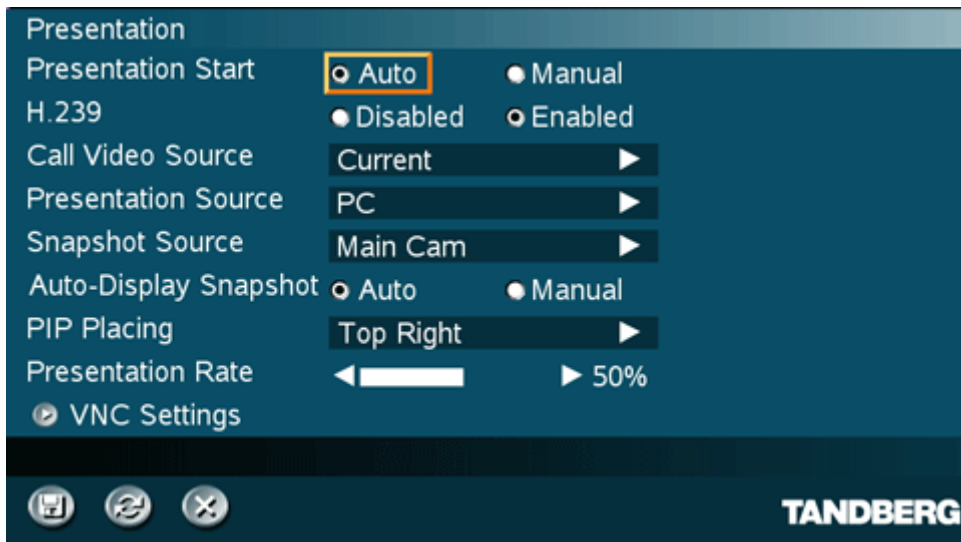 Presentation
Presentation Start Auto Manual
H.239 Disabled Enabled
Call Video Source Current
Presentation Source PC
Snapshot Source Main Cam
Auto-Display Snapshot Auto Manual
PIP Placing Top Right
Presentation Rate 50%
VNC Settings
TANDBERG